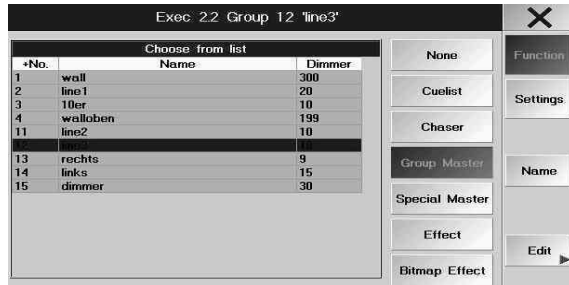 Exec 2.2 Group 12 'line3'
Choose from list
+No. Name Dimmer
1 wall 300
2 line1 20
3 10er 10
4 walloben 199
11 line2 10
12 line3 10
13 rechts 9
14 links 15
15 dimmer 30
None
Cuelist
Chaser
Group Master
Special Master
Effect
Bitmap Effect
Function
Settings
Name
Edit